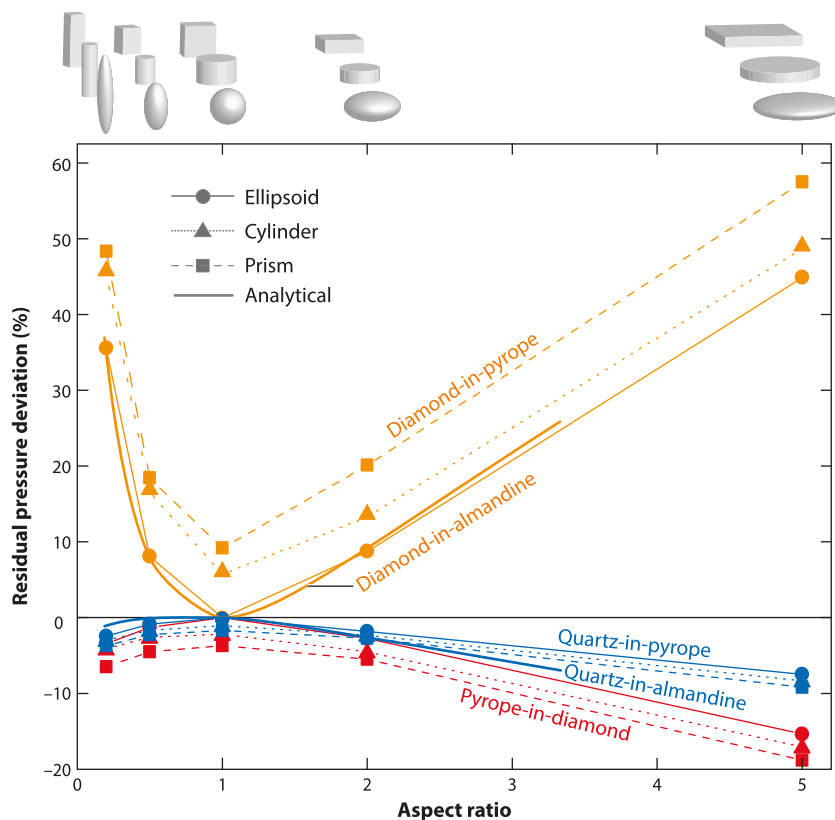 60
50
40
30
20
10
0
−10
−20
Residual pressure deviation (%)
Ellipsoid
Cylinder
Prism
Analytical
Diamond-in-pyrope
Diamond-in-almandine
Quartz-in-pyrope
Quartz-in-almandine
Pyrope-in-diamond
0 1 2 3 4 5
Aspect ratio